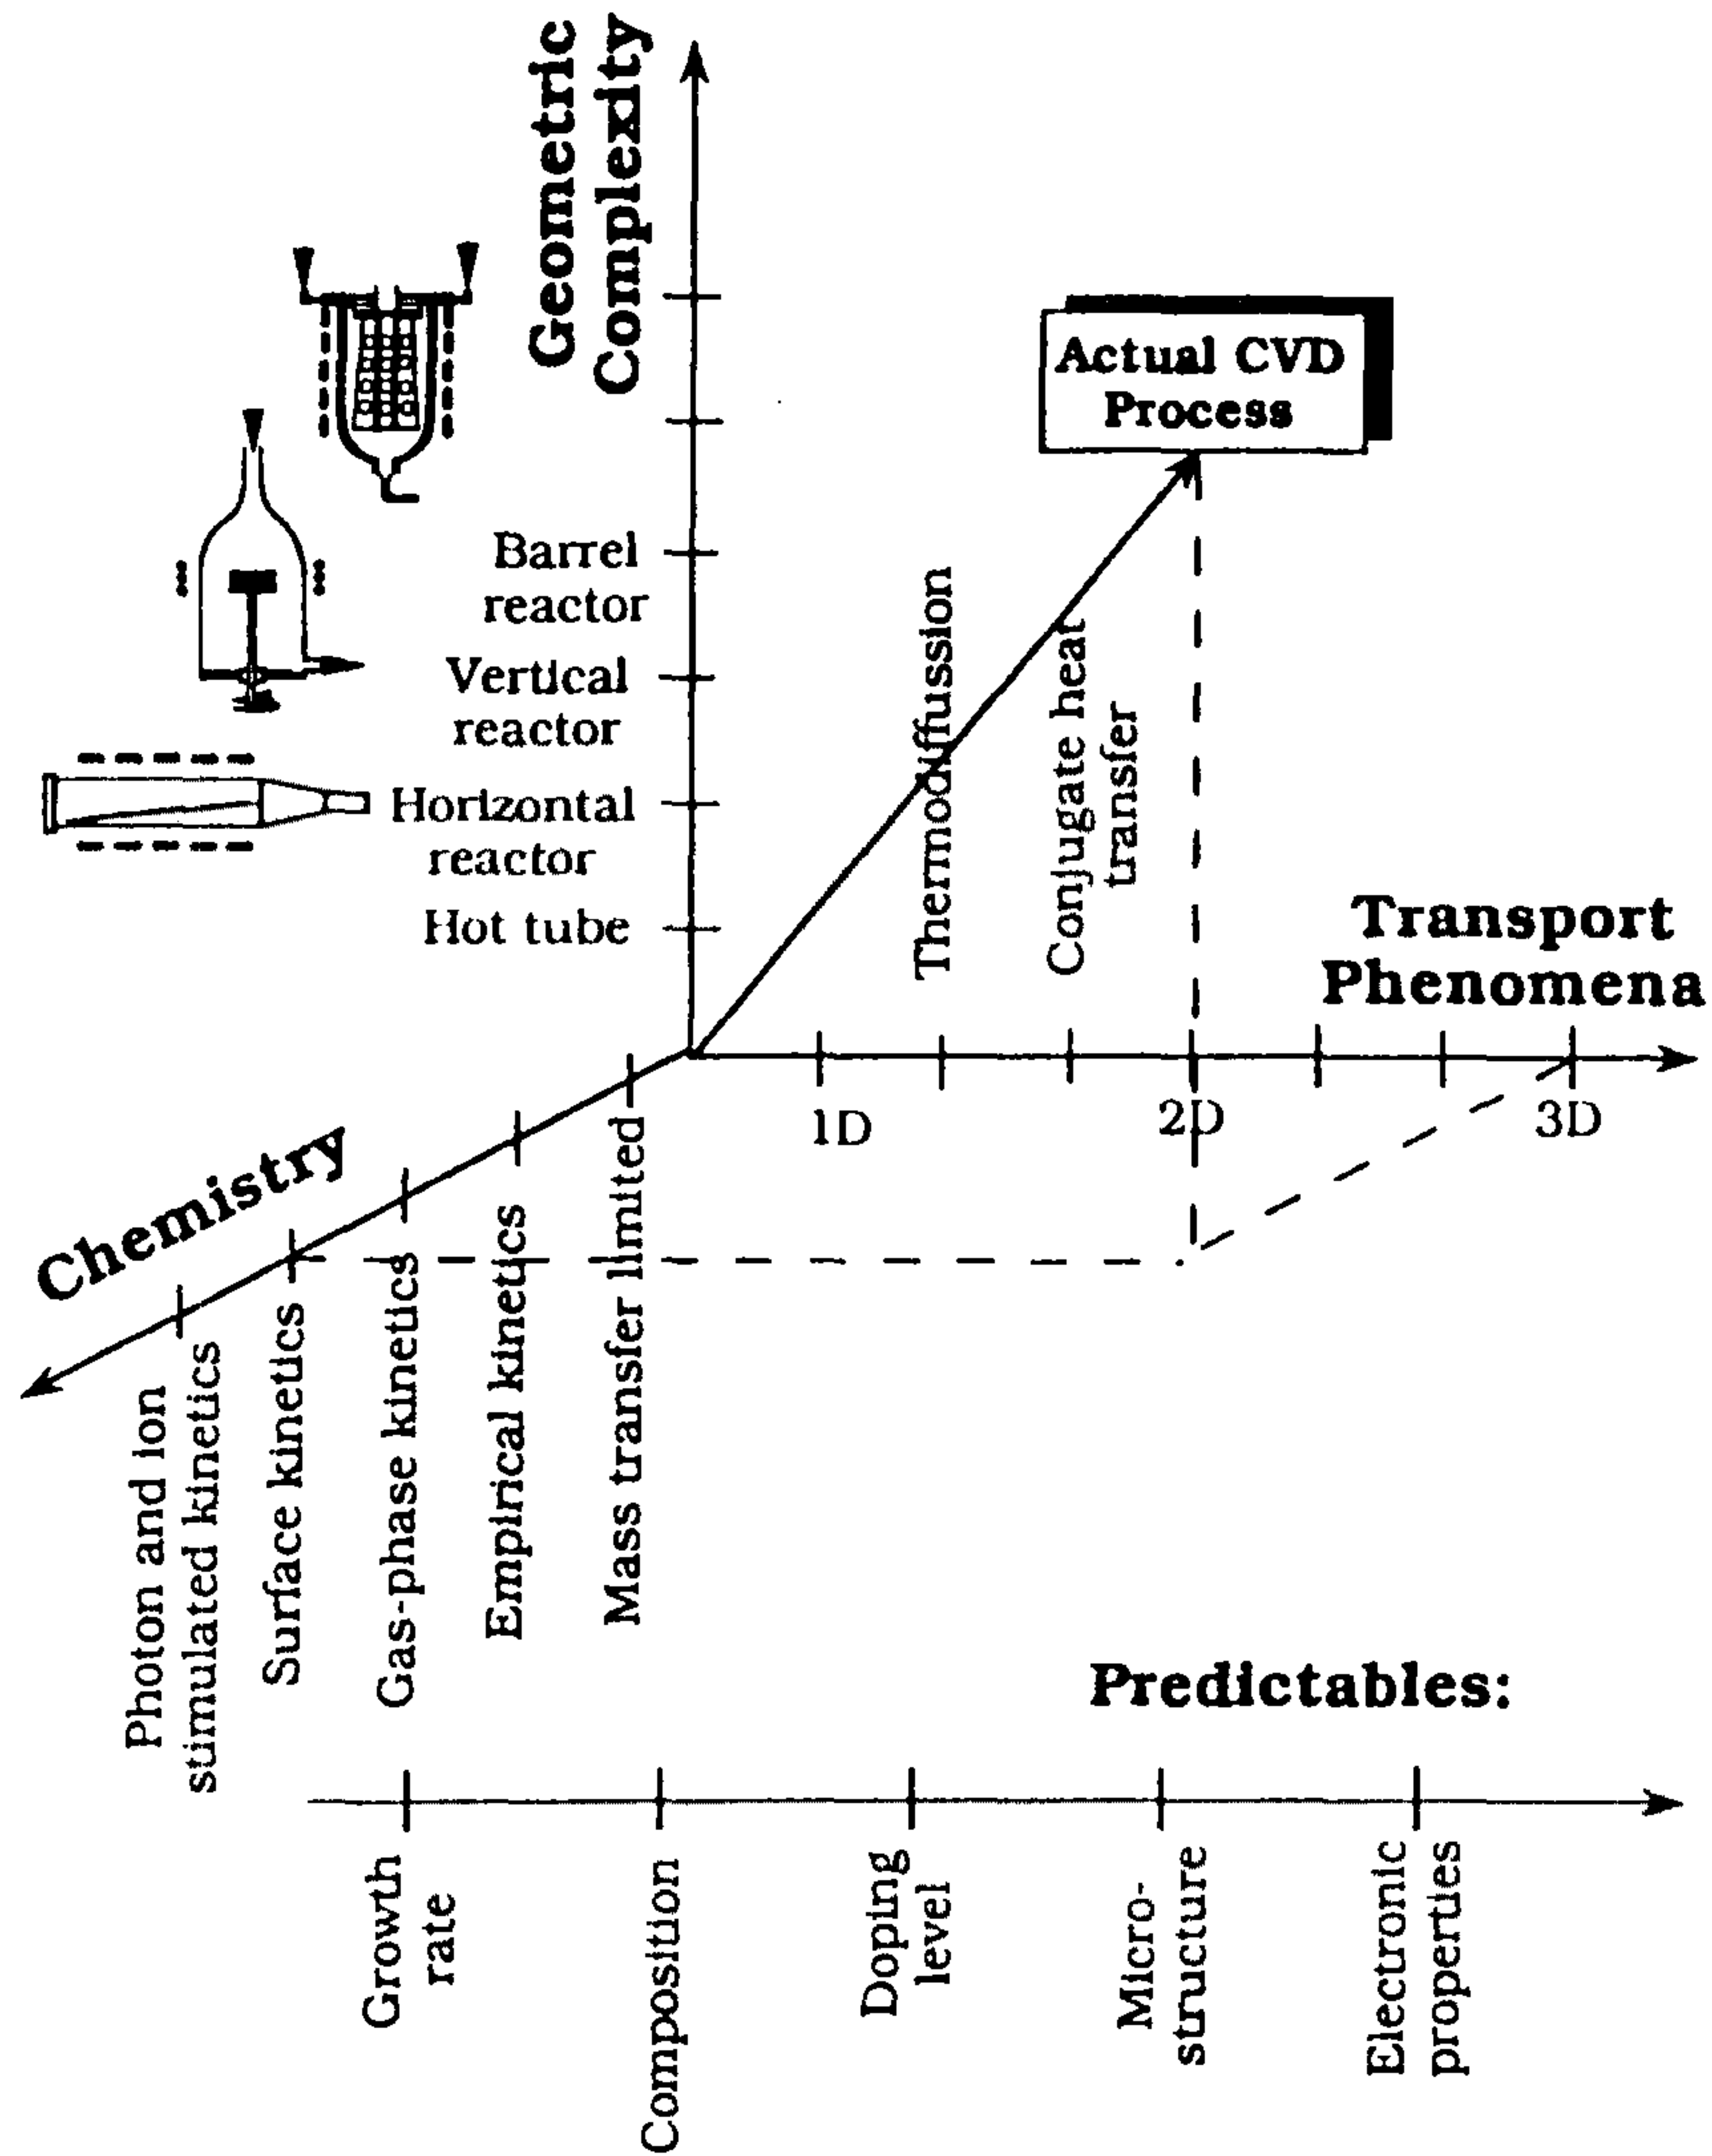 Geometric
Complexity
Actual CVD
Process
Barrel
reactor
Vertical
reactor
Horizontal
reactor
Hot tube
Thermodiffussion
Conjugate heat
transfer
Transport
Phenomena
1D
2D
3D
Chemistry
Photon and ion
stimulated kinetics
Surface kinetics
Gas-phase kinetics
Empirical kinetics
Mass transfer limited
Predictables:
Growth
rate
Composition
Doping
level
Micro-
structure
Electronic
properties